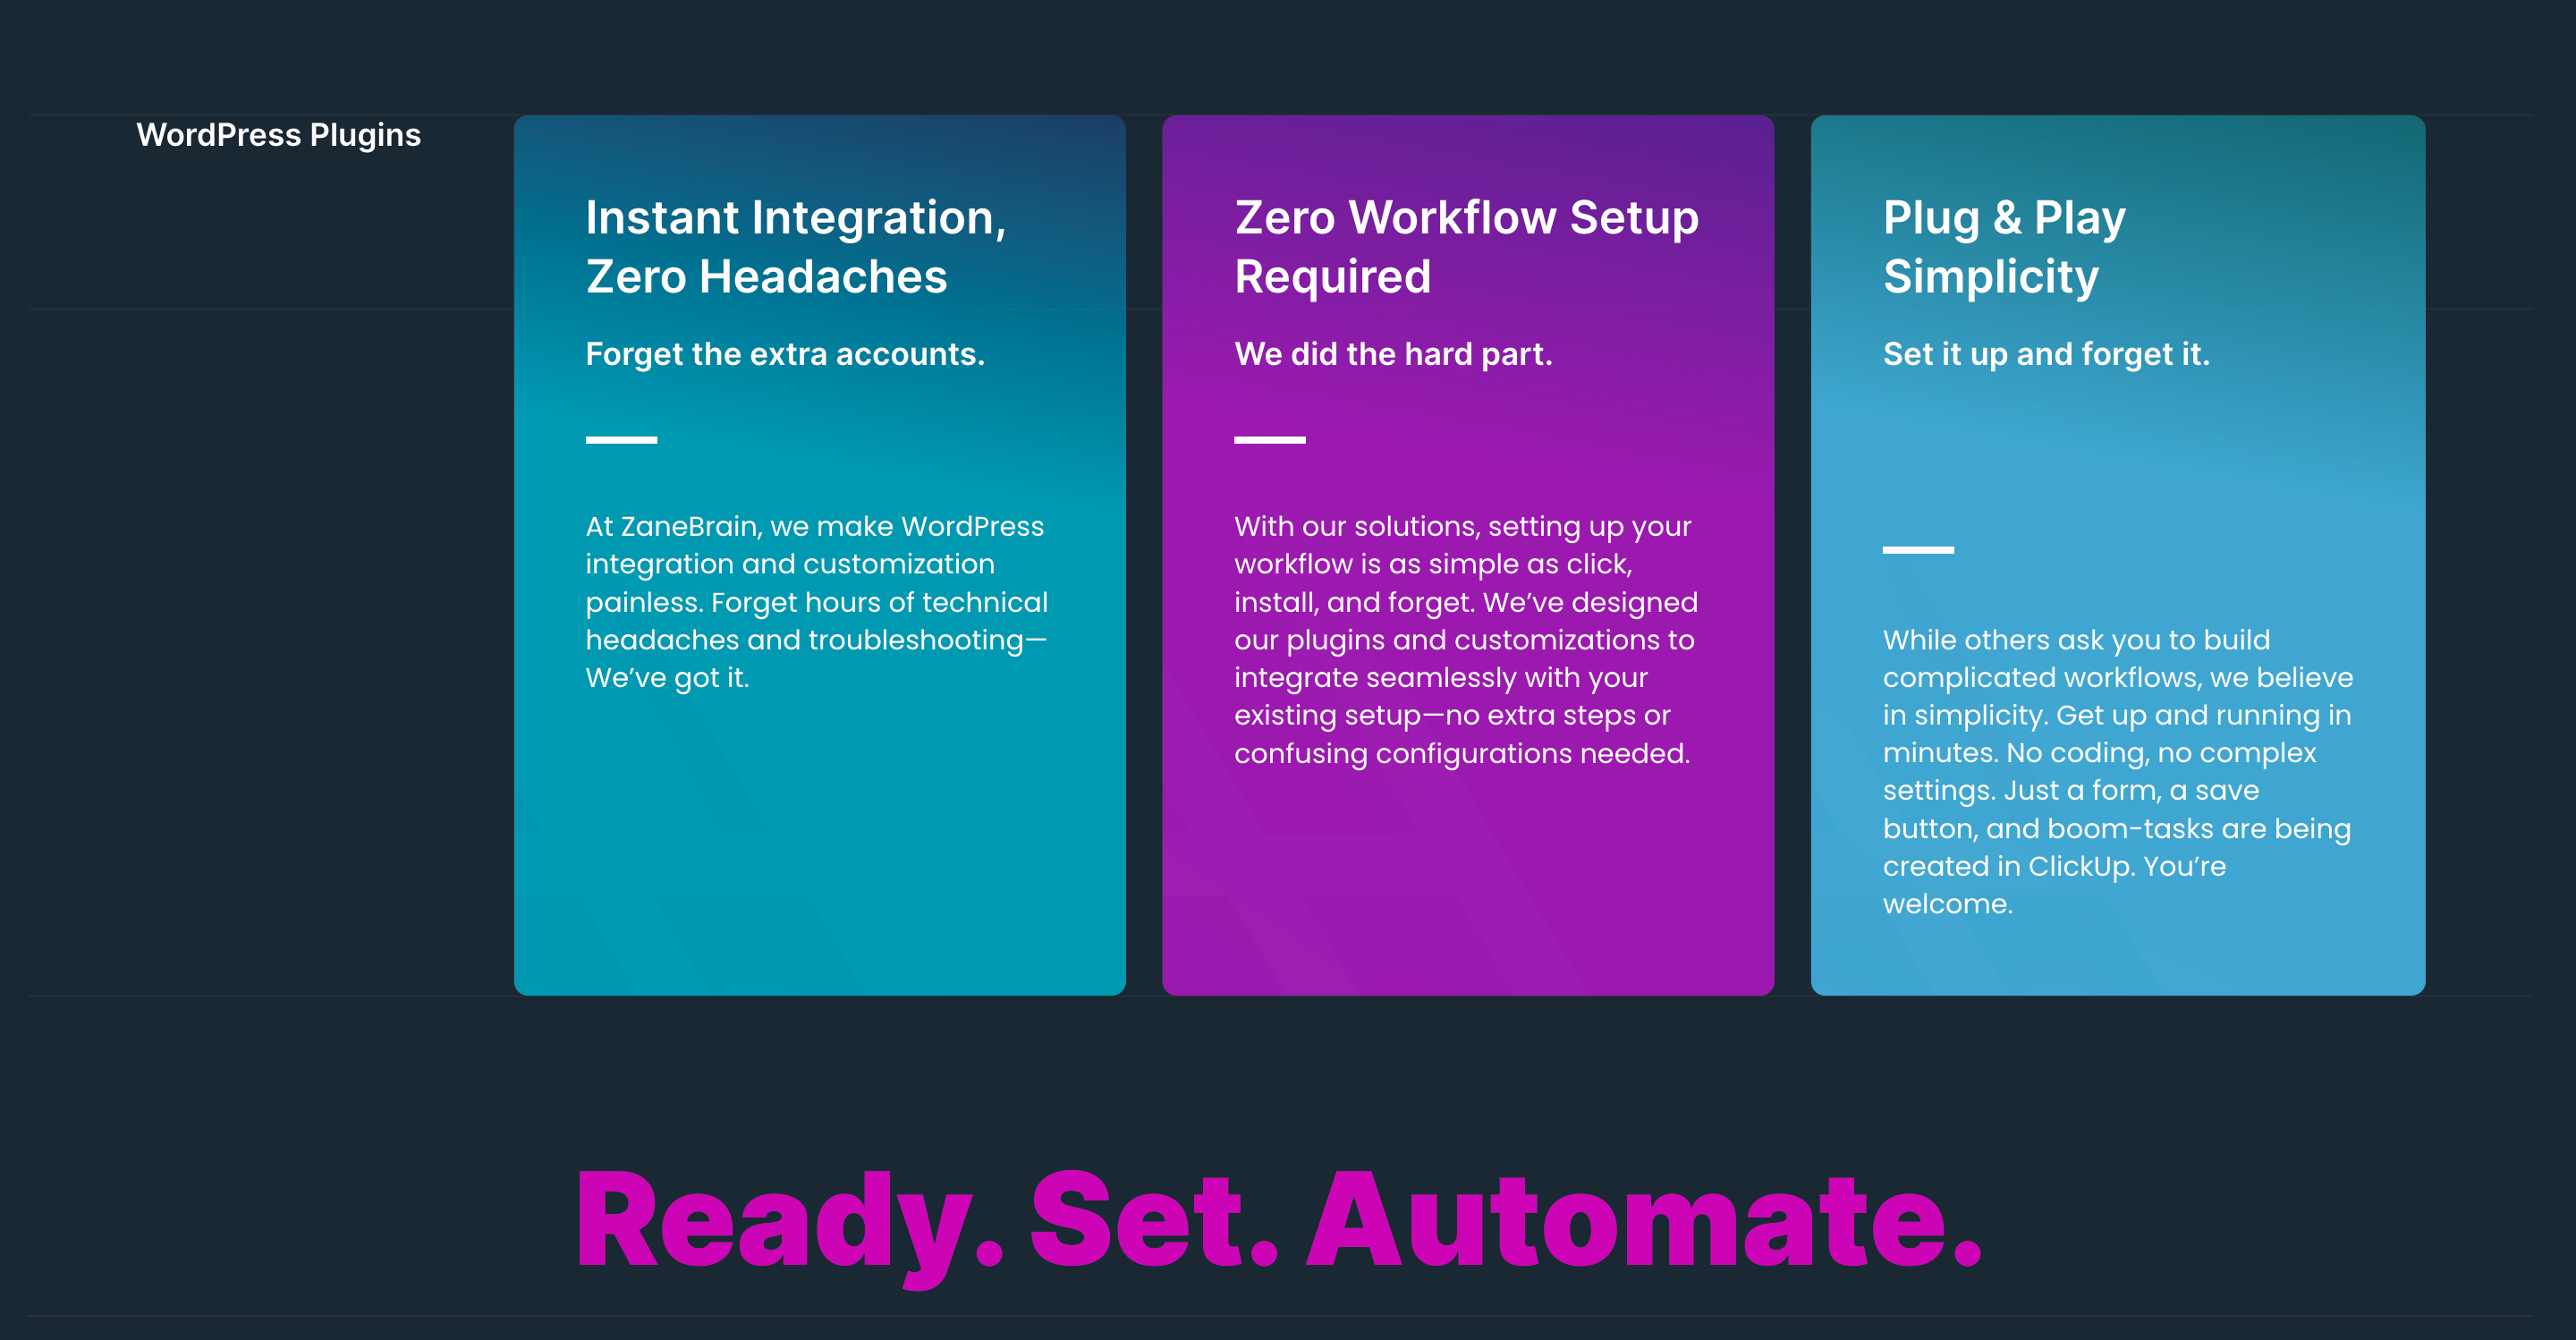 WordPress Plugins
Instant Integration,
Zero Headaches
Forget the extra accounts.
At ZaneBrain, we make WordPress
integration and customization
painless. Forget hours of technical
headaches and troubleshooting—
We’ve got it.
Zero Workflow Setup
Required
We did the hard part.
With our solutions, setting up your
workflow is as simple as click,
install, and forget. We’ve designed
our plugins and customizations to
integrate seamlessly with your
existing setup—no extra steps or
confusing configurations needed.
Plug & Play
Simplicity
Set it up and forget it.
While others ask you to build
complicated workflows, we believe
in simplicity. Get up and running in
minutes. No coding, no complex
settings. Just a form, a save
button, and boom-tasks are being
created in ClickUp. You’re
welcome.
Ready. Set. Automate.